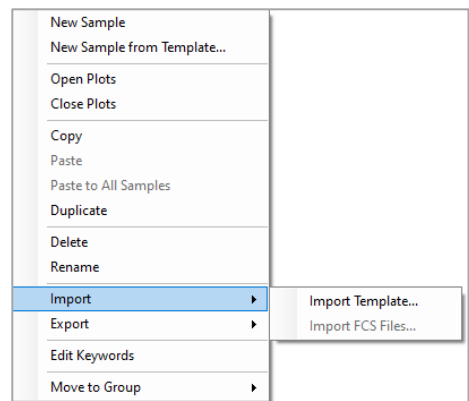 New Sample
New Sample from Template...
Open Plots
Close Plots
Copy
Paste
Paste to All Samples
Duplicate
Delete
Rename
Import
Import Template...
Export
Import FCS Files...
Edit Keywords
Move to Group